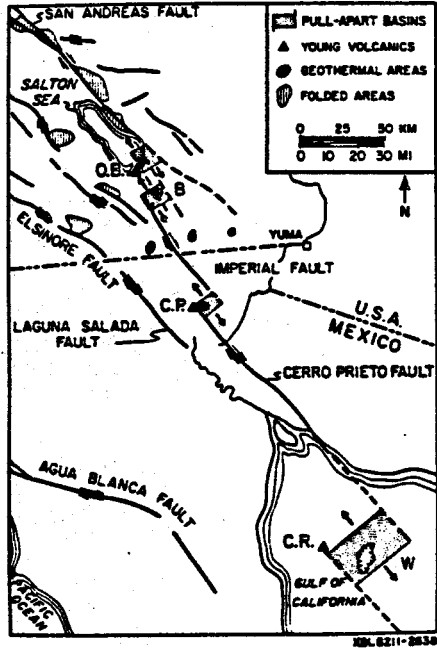 SAN ANDREAS FAULT
PULL-APART BASINS
YOUNG VOLCANICS
GEOTHERMAL AREAS
FOLDED AREAS
0 25 50 KM
0 10 20 30 MI
N
SALTON
SEA
O.B.
B
YUMA
ELSINORE FAULT
IMPERIAL FAULT
C.P.
U.S.A.
MEXICO
LAGUNA SALADA
FAULT
CERRO PRIETO FAULT
AGUA BLANCA FAULT
C.R.
W
GULF OF
CALIFORNIA
PACIFIC
OCEAN
XBL8211-2638